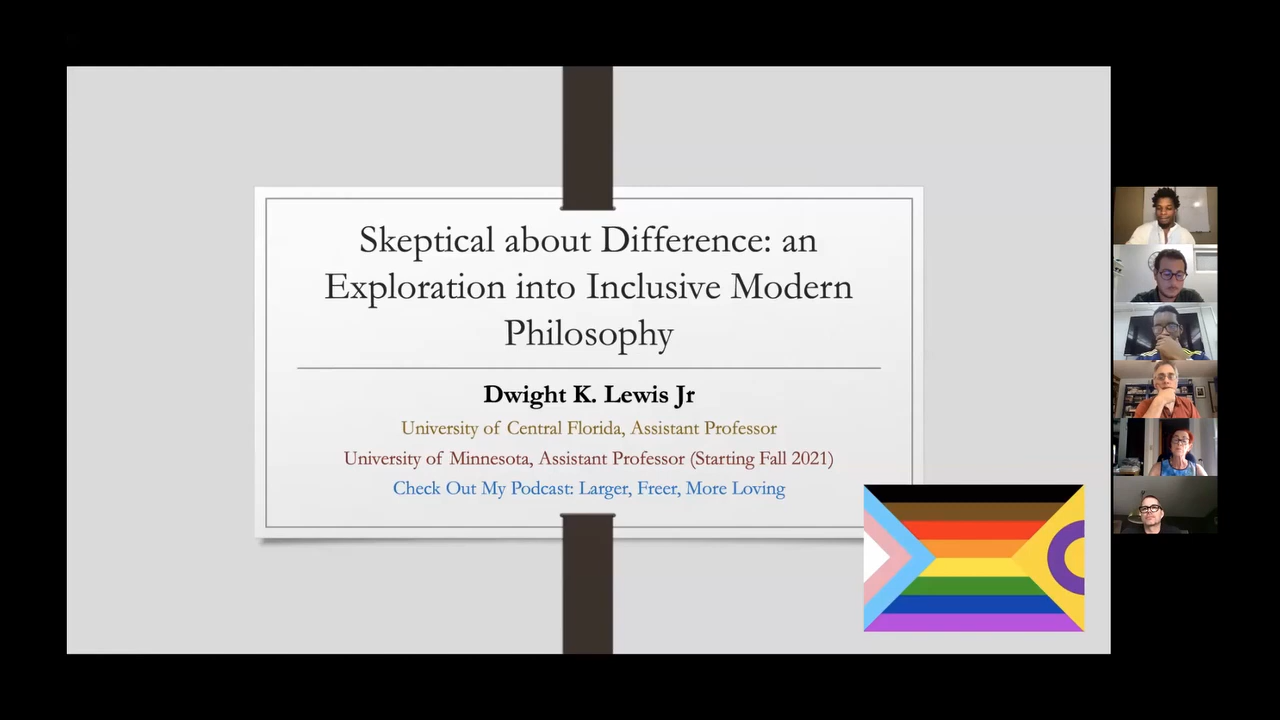 Skeptical about Difference: an
Exploration into Inclusive Modern
Philosophy
Dwight K. Lewis Jr
University of Central Florida, Assistant Professor
University of Minnesota, Assistant Professor (Starting Fall 2021)
Check Out My Podcast: Larger, Freer, More Loving